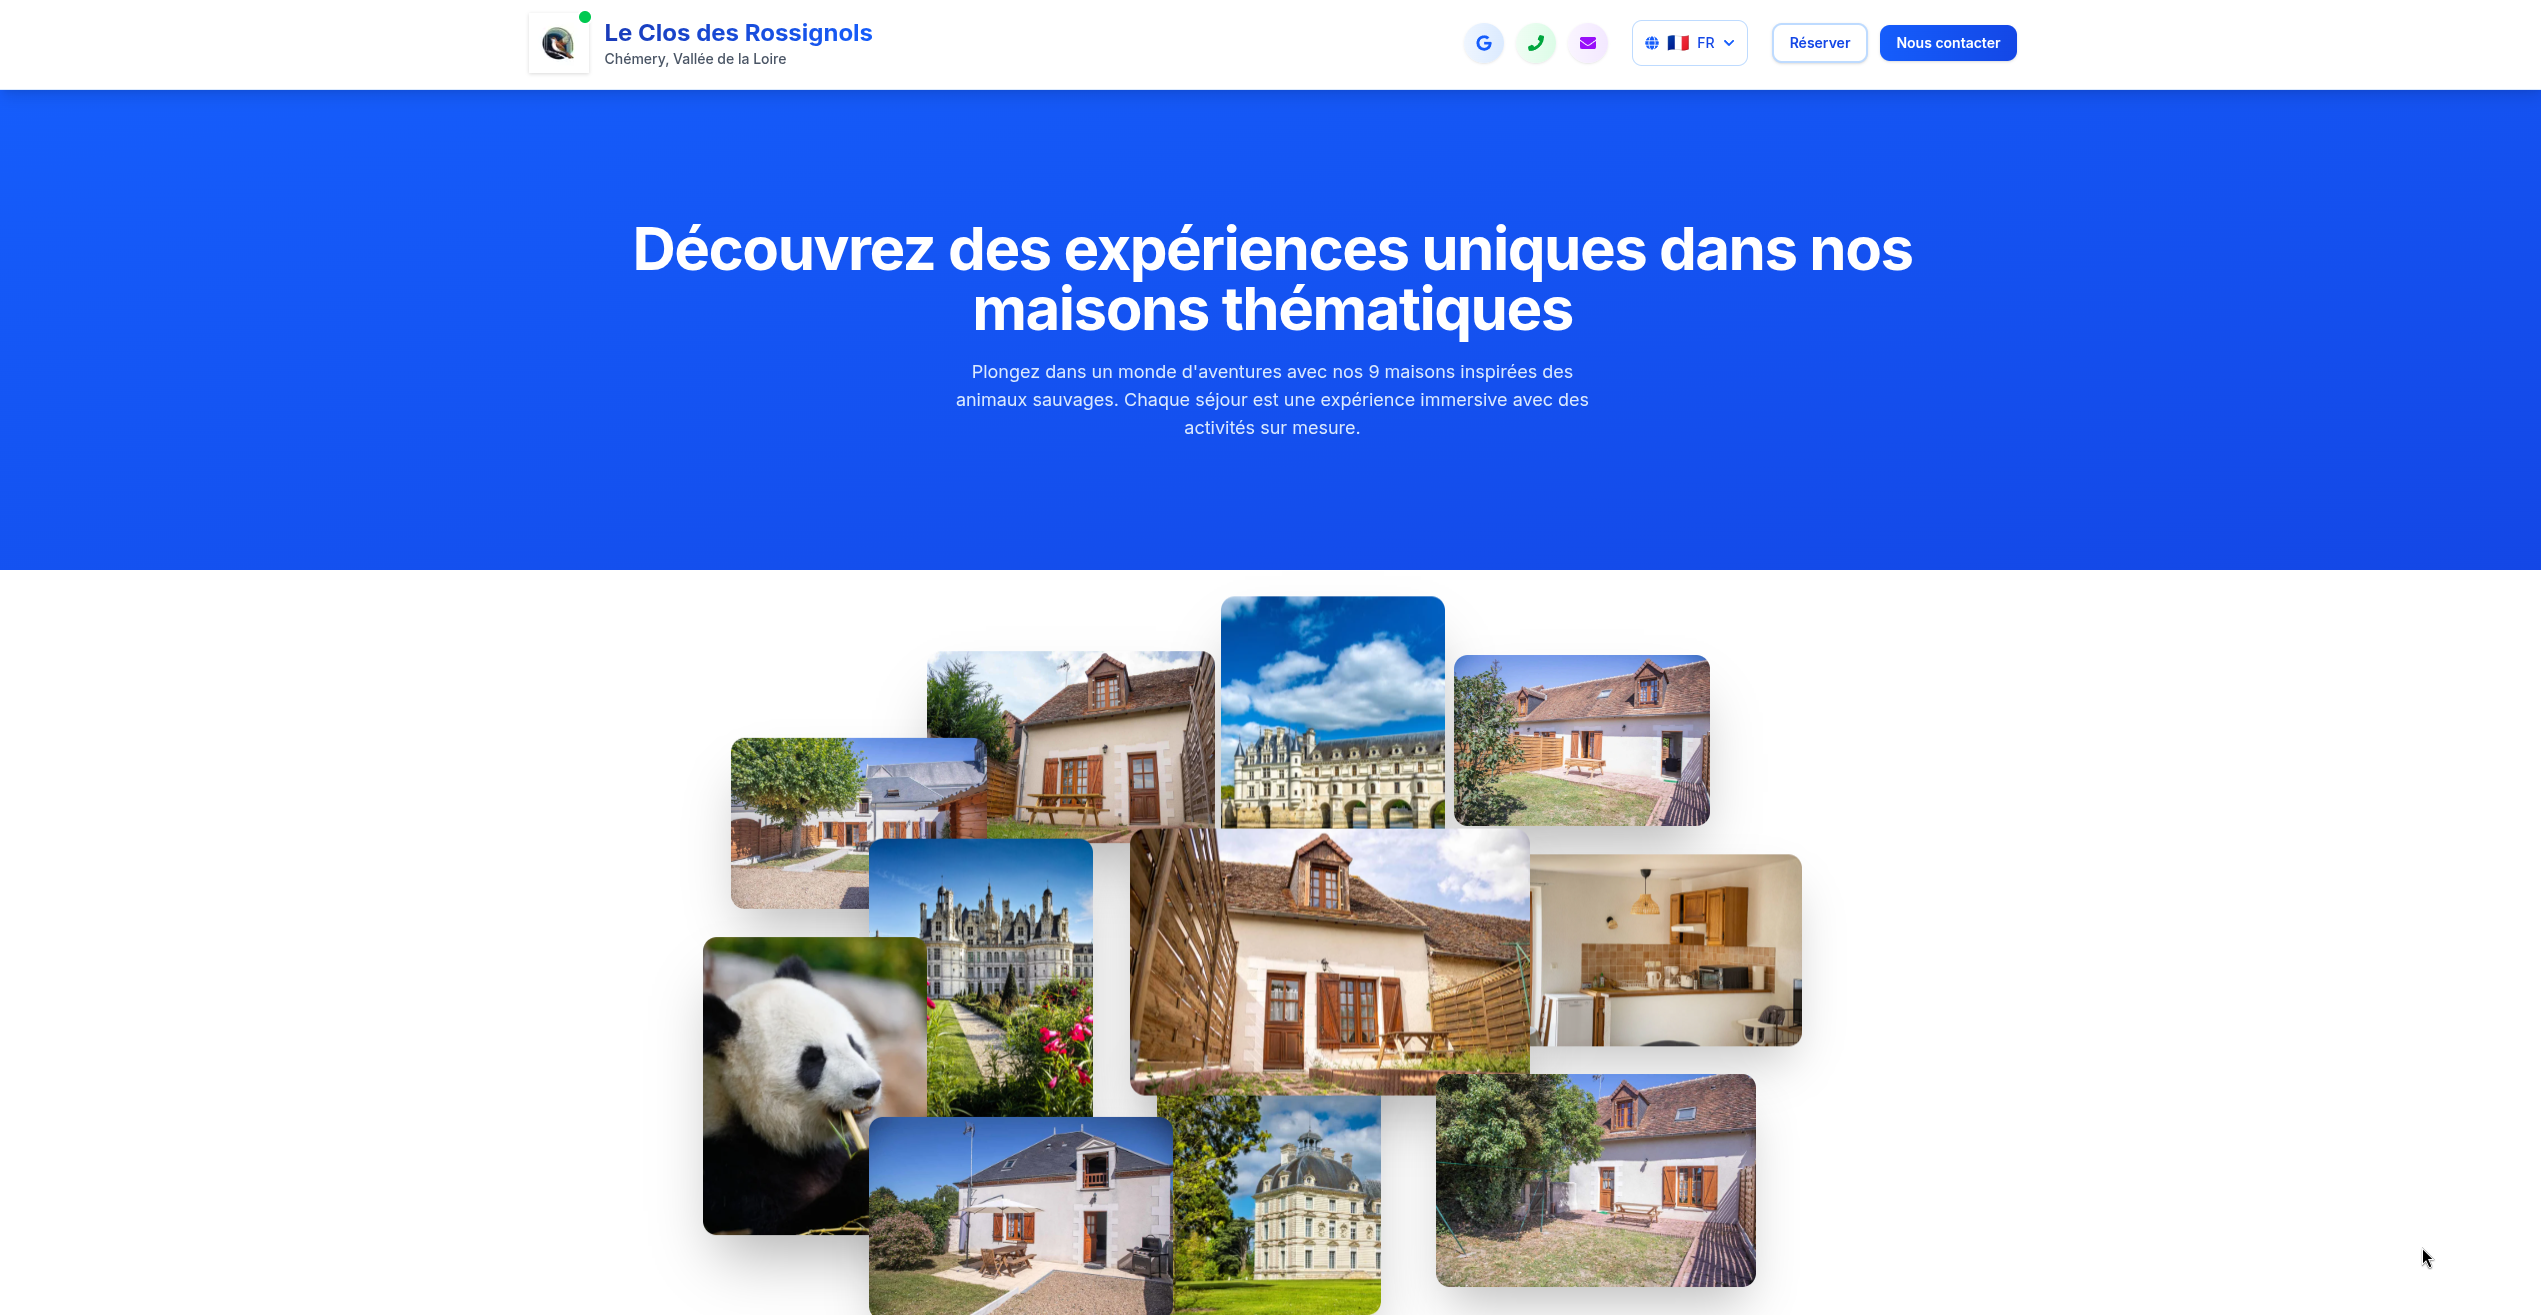 Le Clos des Rossignols
Chémery, Vallée de la Loire
FR
Réserver
Nous contacter
Découvrez des expériences uniques dans nos
maisons thématiques
Plongez dans un monde d'aventures avec nos 9 maisons inspirées des
animaux sauvages. Chaque séjour est une expérience immersive avec des
activités sur mesure.